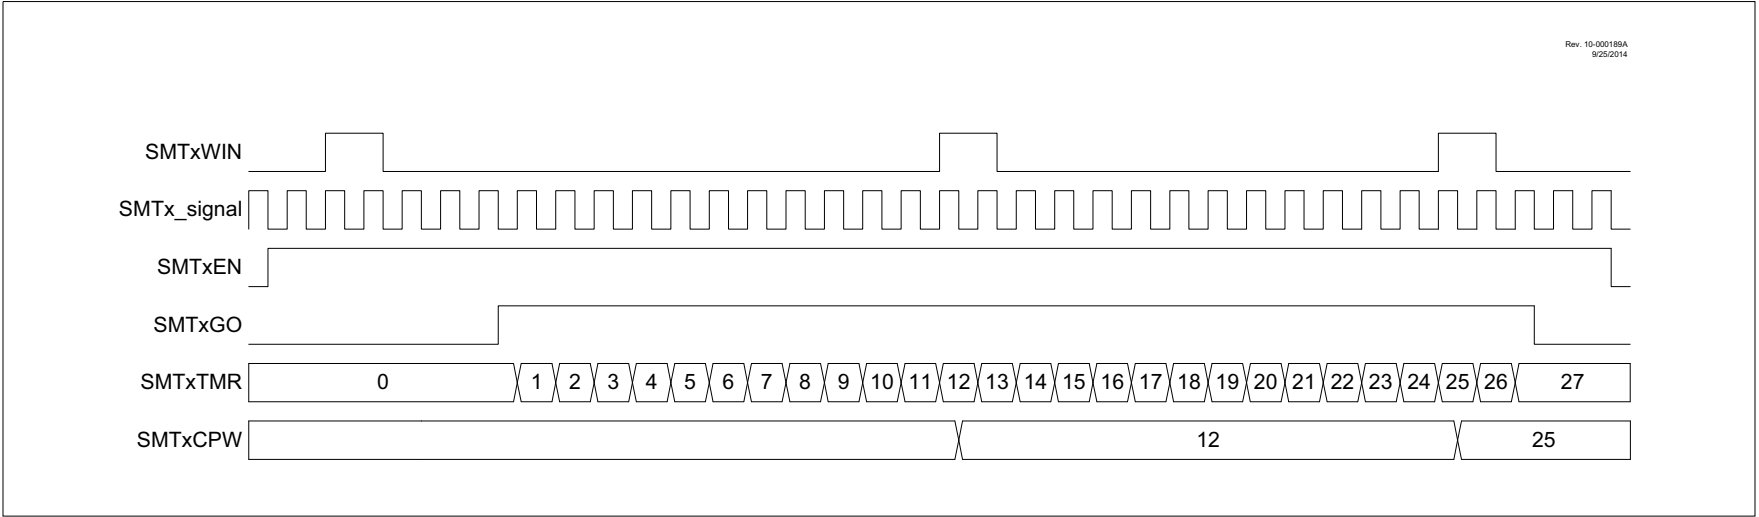 Rev. 10-000189A
9/25/2014
SMTxWIN
SMTx_signal
SMTxEN
SMTxGO
SMTxTMR 0 1 2 3 4 5 6 7 8 9 10 11 12 13 14 15 16 17 18 19 20 21 22 23 24 25 26 27
SMTxCPW 12 25